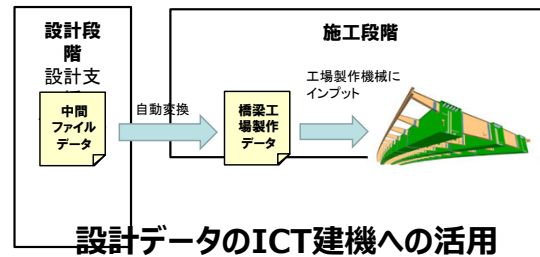 設計段
階
設計支
施工段階
中間
ファイル
データ
自動変換
橋梁工
場製作
データ
工場製作機械に
インプット
設計データのICT建機への活用